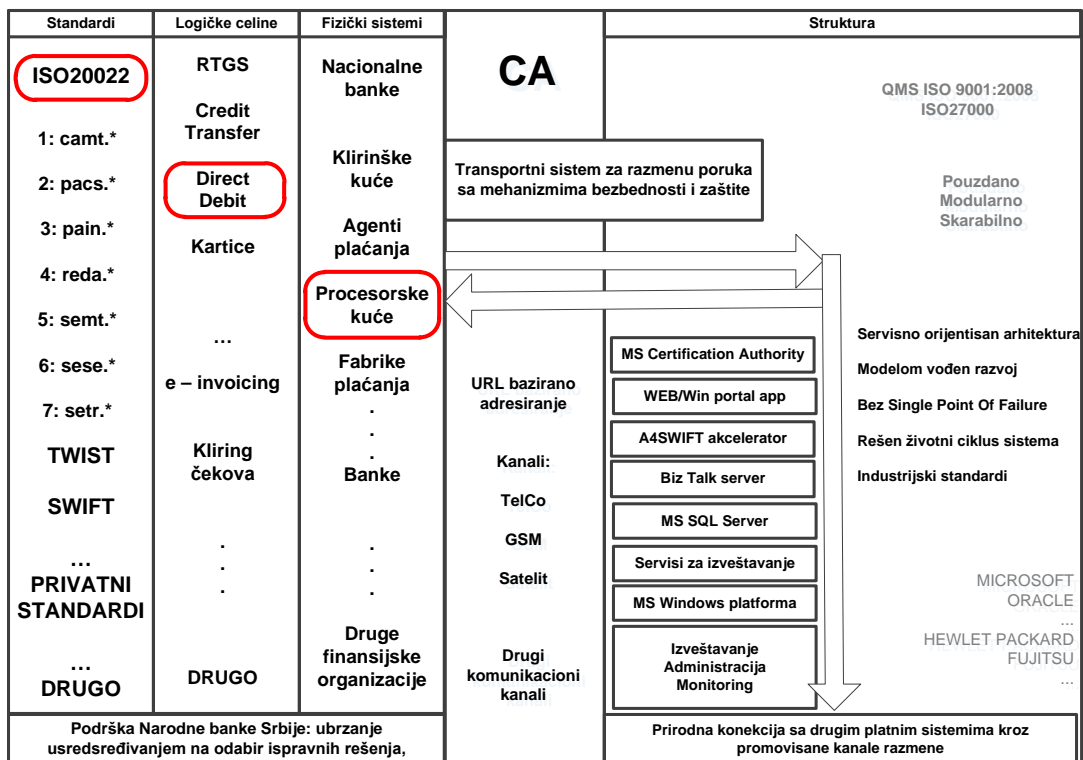 Standardi
Logičke celine
Fizički sistemi
Struktura
ISO20022
1: camt.*
2: pacs.*
3: pain.*
4: reda.*
5: semt.*
6: sese.*
7: setr.*
TWIST
SWIFT
...
PRIVATNI
STANDARDI
...
DRUGO
RTGS
Credit
Transfer
Direct
Debit
Kartice
...
e – invoicing
Kliring
čekova
.
.
.
DRUGO
Nacionalne
banke
Klirinške
kuće
Agenti
plaćanja
Procesorske
kuće
Fabrike
plaćanja
.
.
.
Banke
.
.
.
Druge
finansijske
organizacije
CA
Transportni sistem za razmenu poruka
sa mehanizmima bezbednosti i zaštite
URL bazirano
adresiranje
Kanali:
TelCo
GSM
Satelit
Drugi
komunikacioni
kanali
MS Certification Authority
WEB/Win portal app
A4SWIFT akcelerator
Biz Talk server
MS SQL Server
Servisi za izveštavanje
MS Windows platforma
Izveštavanje
Administracija
Monitoring
QMS ISO 9001:2008
ISO27000
Pouzdano
Modularno
Skarabilno
Servisno orijentisan arhitektura
Modelom vođen razvoj
Bez Single Point Of Failure
Rešen životni ciklus sistema
Industrijski standardi
MICROSOFT
ORACLE
...
HEWLET PACKARD
FUJITSU
...
Podrška Narodne banke Srbije: ubrzanje
usredsređivanjem na odabir ispravnih rešenja,
Prirodna konekcija sa drugim platnim sistemima kroz
promovisane kanale razmene